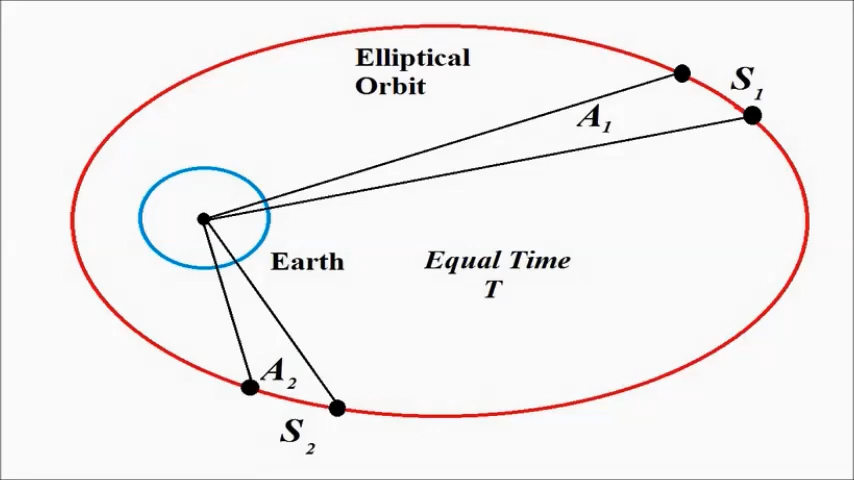 Elliptical
Orbit
S₁
A₁
Earth
Equal Time
T
A₂
S₂